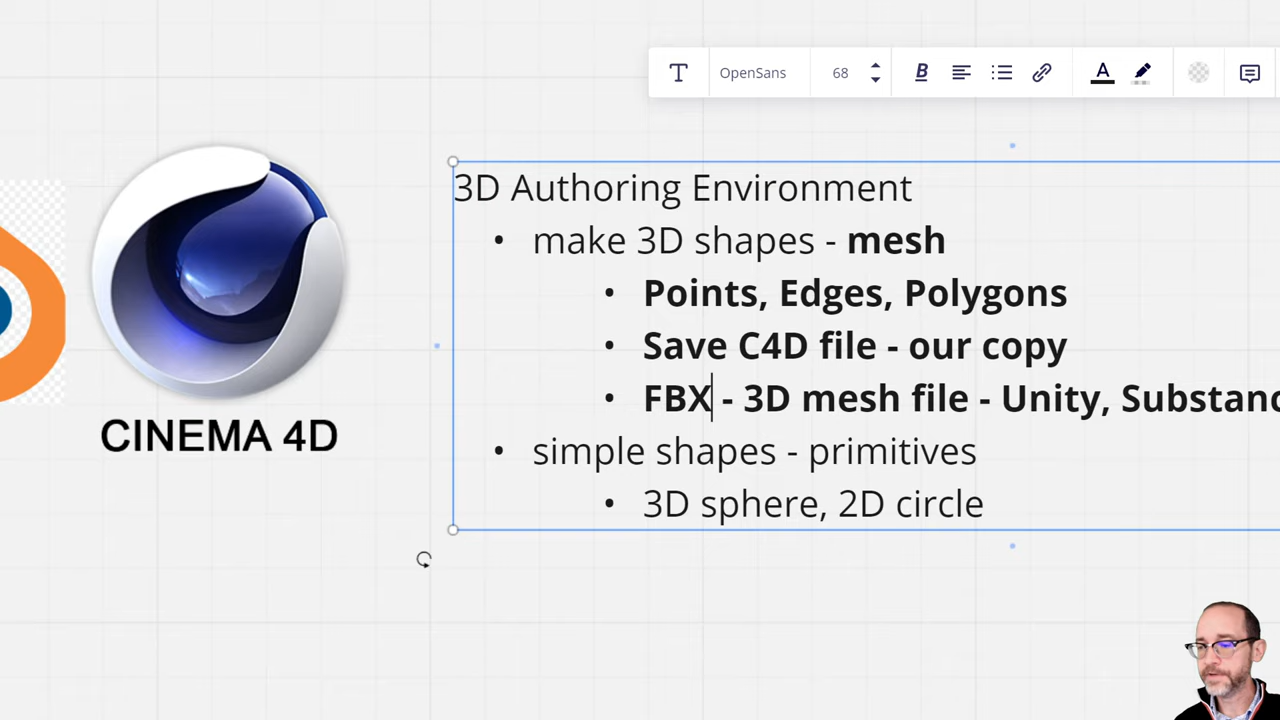 OpenSans
68
B
A
3D Authoring Environment
• make 3D shapes - mesh
• Points, Edges, Polygons
• Save C4D file - our copy
• FBX - 3D mesh file - Unity, Substanc
• simple shapes - primitives
• 3D sphere, 2D circle
CINEMA 4D